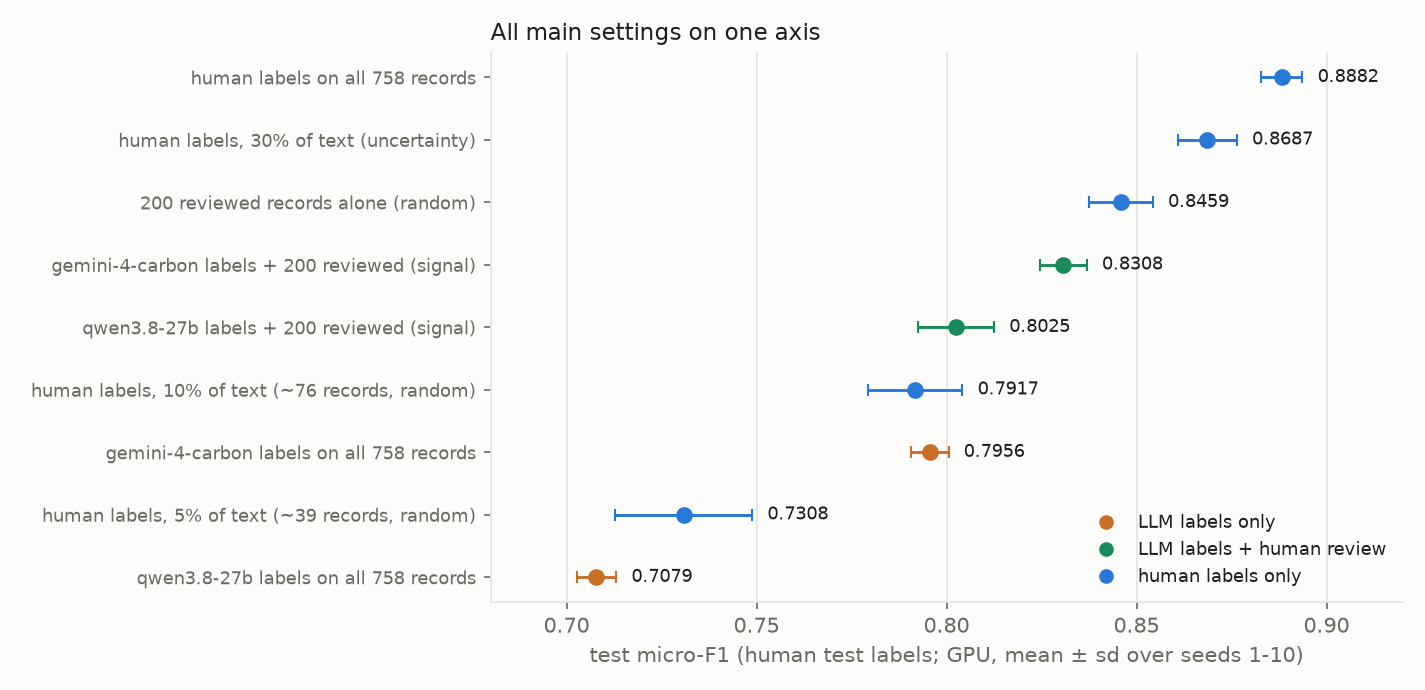 All main settings on one axis
human labels on all 758 records
0.8882
human labels, 30% of text (uncertainty)
0.8687
200 reviewed records alone (random)
0.8459
gemini-4-carbon labels + 200 reviewed (signal)
0.8308
qwen3.8-27b labels + 200 reviewed (signal)
0.8025
human labels, 10% of text (~76 records, random)
0.7917
gemini-4-carbon labels on all 758 records
0.7956
human labels, 5% of text (~39 records, random)
0.7308
qwen3.8-27b labels on all 758 records
0.7079
LLM labels only
LLM labels + human review
human labels only
0.70 0.75 0.80 0.85 0.90
test micro-F1 (human test labels; GPU, mean ± sd over seeds 1-10)